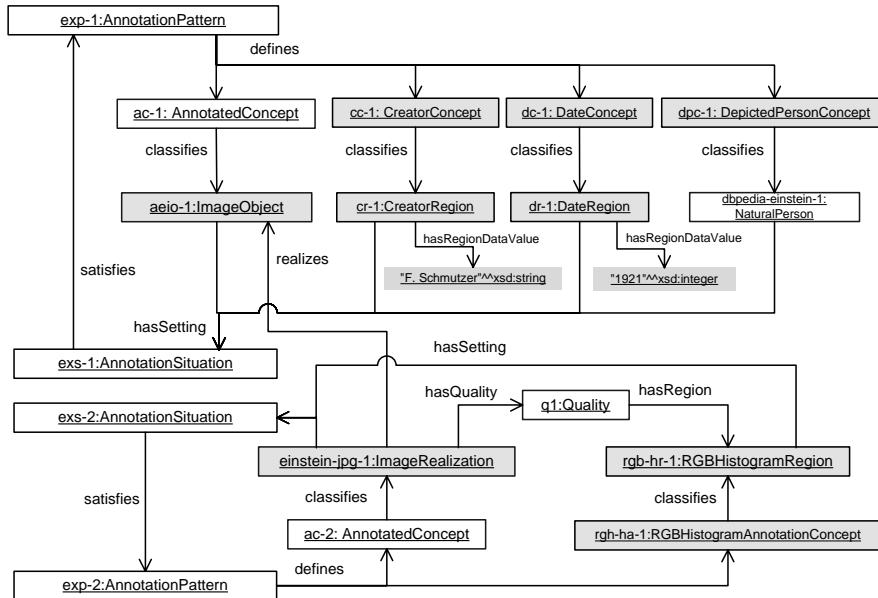 exp-1:AnnotationPattern
defines
ac-1: AnnotatedConcept
cc-1: CreatorConcept
dc-1: DateConcept
dpc-1: DepictedPersonConcept
classifies
classifies
classifies
classifies
aeio-1:ImageObject
cr-1:CreatorRegion
dr-1:DateRegion
dbpedia-einstein-1:
NaturalPerson
hasRegionDataValue
hasRegionDataValue
satisfies
realizes
"F. Schmutzer"^^xsd:string
"1921"^^xsd:integer
hasSetting
exs-1:AnnotationSituation
hasSetting
hasQuality
q1:Quality
hasRegion
exs-2:AnnotationSituation
einstein-jpg-1:ImageRealization
rgb-hr-1:RGBHistogramRegion
satisfies
classifies
classifies
ac-2: AnnotatedConcept
rgh-ha-1:RGBHistogramAnnotationConcept
exp-2:AnnotationPattern
defines